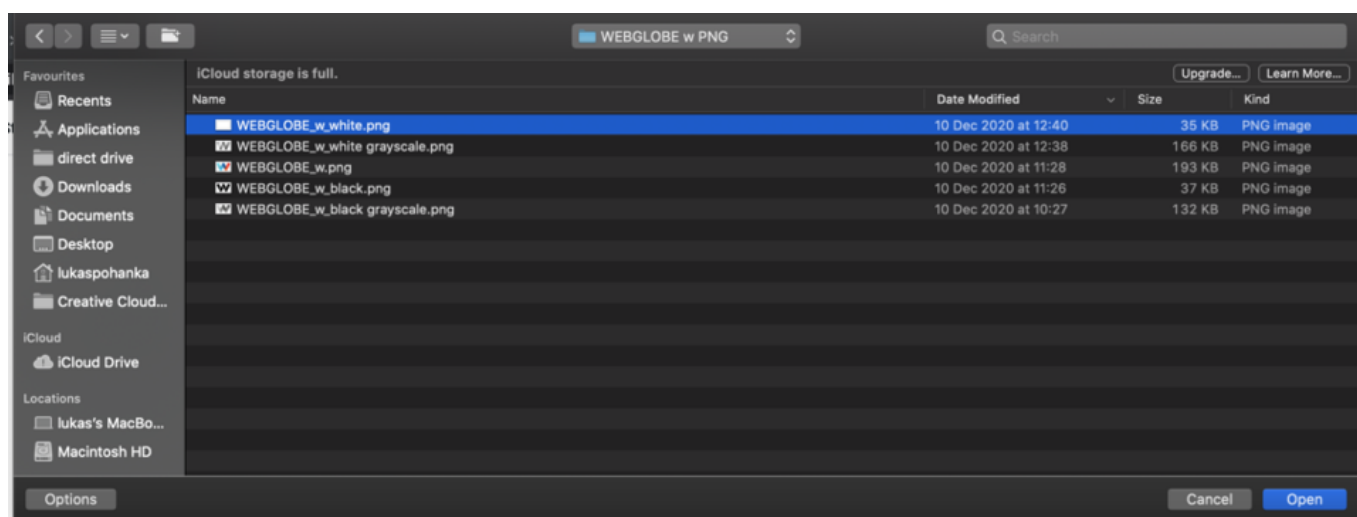 WEBGLOBE w PNG
Search
Favourites
Recents
Applications
direct drive
Downloads
Documents
Desktop
lukaspohanka
Creative Cloud...
iCloud
iCloud Drive
Locations
lukas's MacBo...
Macintosh HD
iCloud storage is full. Upgrade... Learn More...
Name Date Modified Size Kind
WEBGLOBE_w_white.png 10 Dec 2020 at 12:40 35 KB PNG image
WEBGLOBE_w_white grayscale.png 10 Dec 2020 at 12:38 166 KB PNG image
WEBGLOBE_w.png 10 Dec 2020 at 11:28 193 KB PNG image
WEBGLOBE_w_black.png 10 Dec 2020 at 11:26 37 KB PNG image
WEBGLOBE_w_black grayscale.png 10 Dec 2020 at 10:27 132 KB PNG image
Options Cancel Open